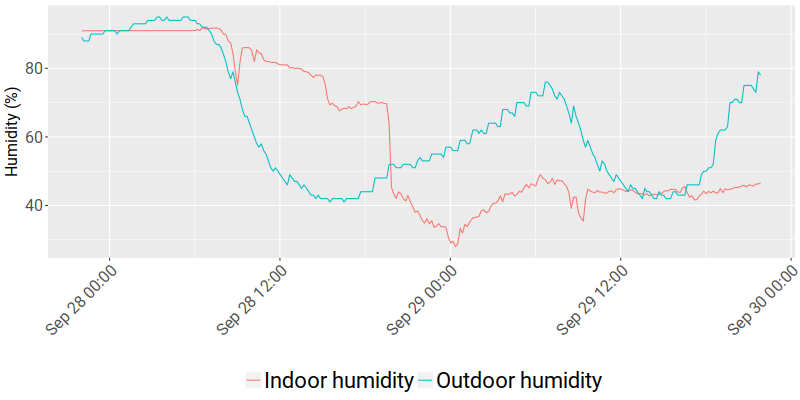 Humidity (%)
80
60
40
Sep 28 00:00
Sep 28 12:00
Sep 29 00:00
Sep 29 12:00
Sep 30 00:00
Indoor humidity Outdoor humidity